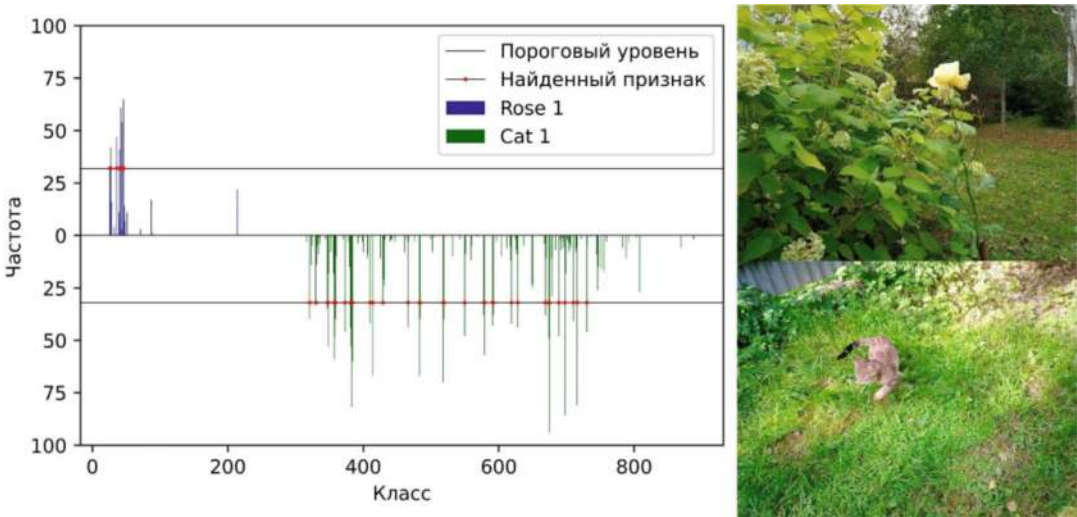 100
75
50
25
0
25
50
75
100
Частота
Пороговый уровень
Найденный признак
Rose 1
Cat 1
0
200
400
600
800
Класс